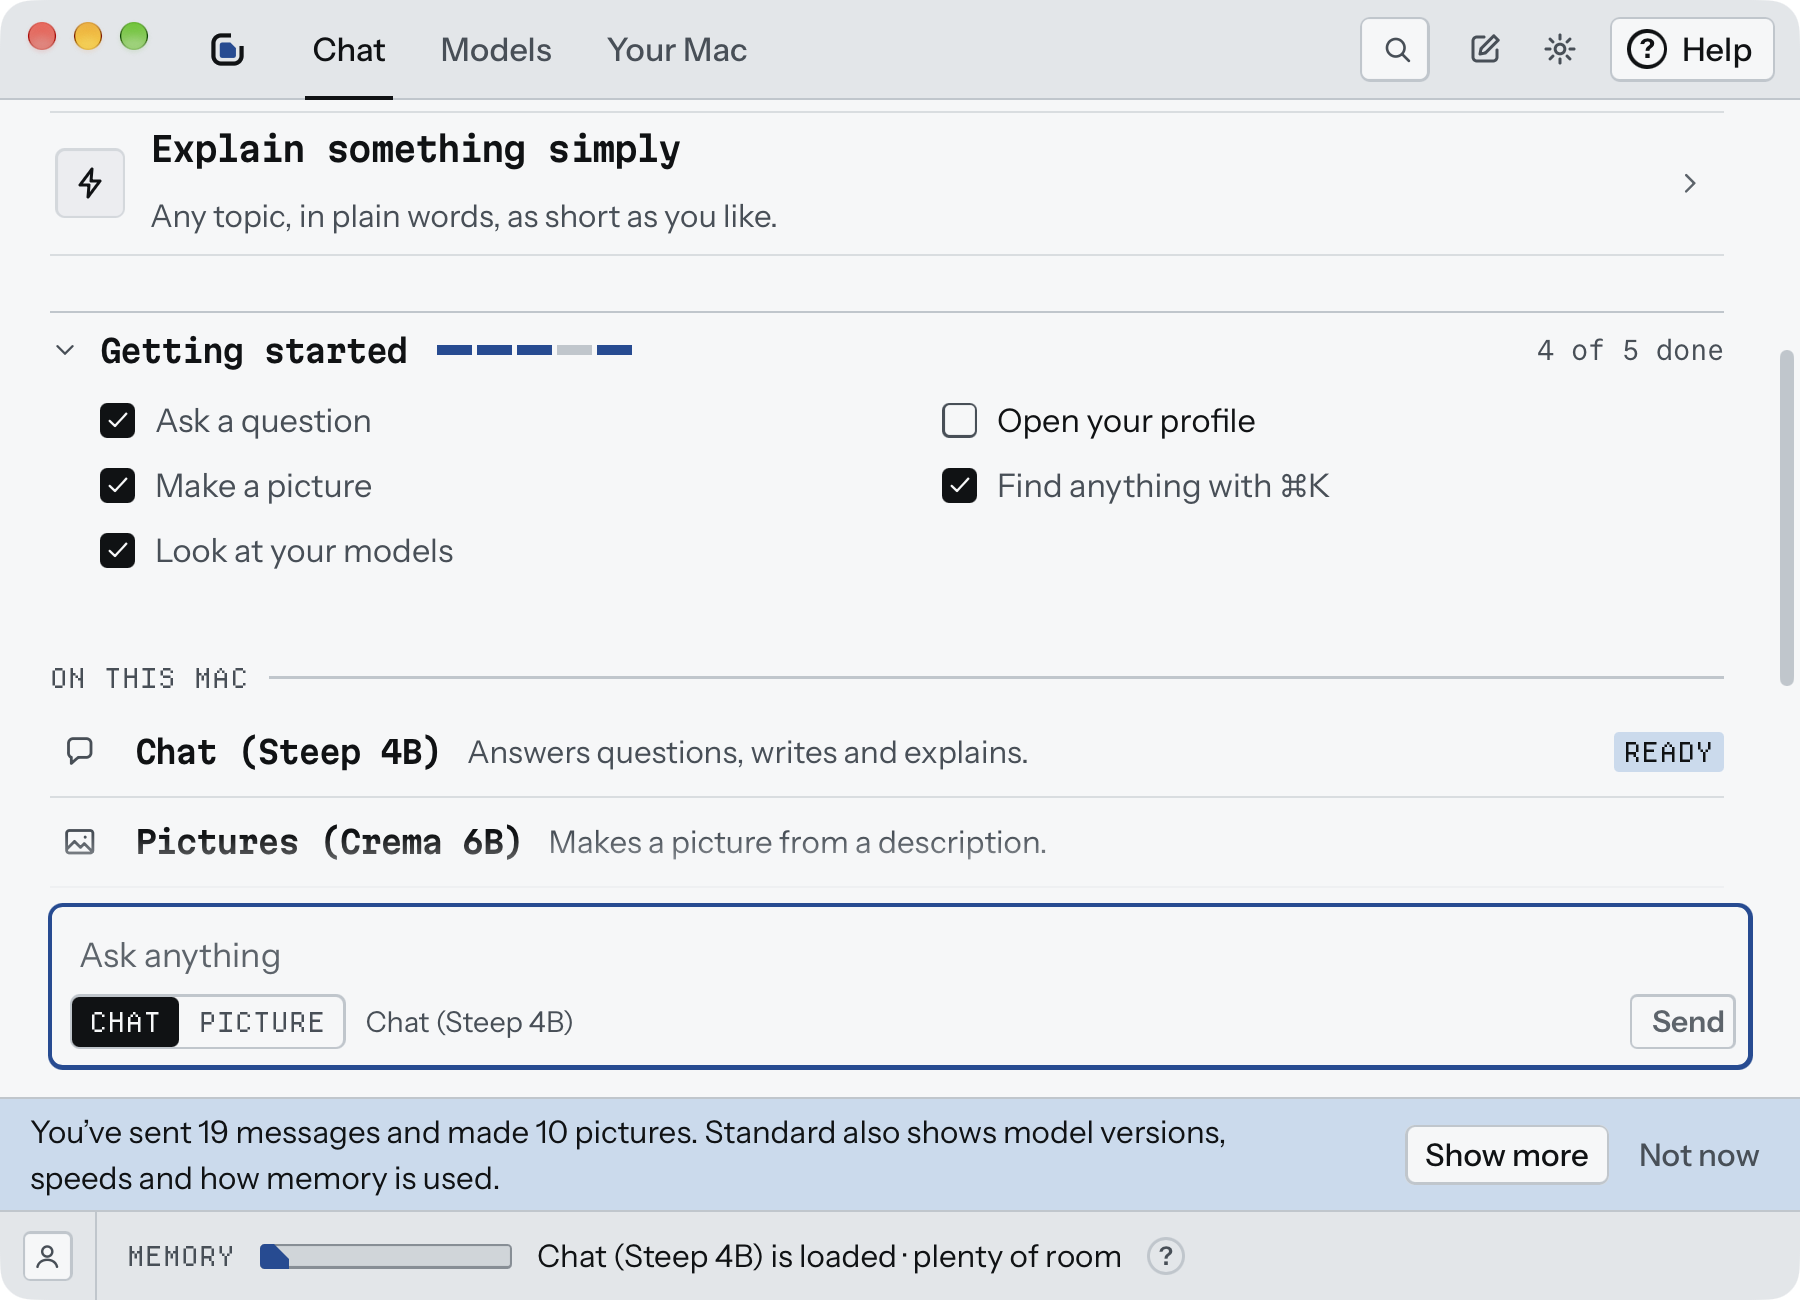 Chat Models Your Mac Help
Explain something simply
Any topic, in plain words, as short as you like.
Getting started 4 of 5 done
Ask a question
Open your profile
Make a picture
Find anything with ⌘K
Look at your models
ON THIS MAC
Chat (Steep 4B) Answers questions, writes and explains. READY
Pictures (Crema 6B) Makes a picture from a description.
Ask anything
CHAT PICTURE Chat (Steep 4B) Send
You’ve sent 19 messages and made 10 pictures. Standard also shows model versions,
speeds and how memory is used.
Show more Not now
MEMORY Chat (Steep 4B) is loaded · plenty of room ?